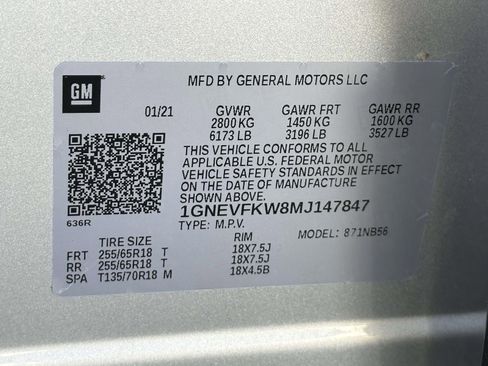 GM
MFD BY GENERAL MOTORS LLC
01/21 GVWR GAWR FRT GAWR RR
2800 KG 1450 KG 1600 KG
6173 LB 3196 LB 3527 LB
THIS VEHICLE CONFORMS TO ALL
APPLICABLE U.S. FEDERAL MOTOR
VEHICLE SAFETY STANDARDS IN EFFECT
ON THE DATE OF MANUFACTURE
SHOWN ABOVE.
636R
1GNEVFKW8MJ147847
TYPE: M.P.V. MODEL: 871NB56
TIRE SIZE RIM
FRT 255/65R18 T 18X7.5J
RR 255/65R18 T 18X7.5J
SPA T135/70R18 M 18X4.5B